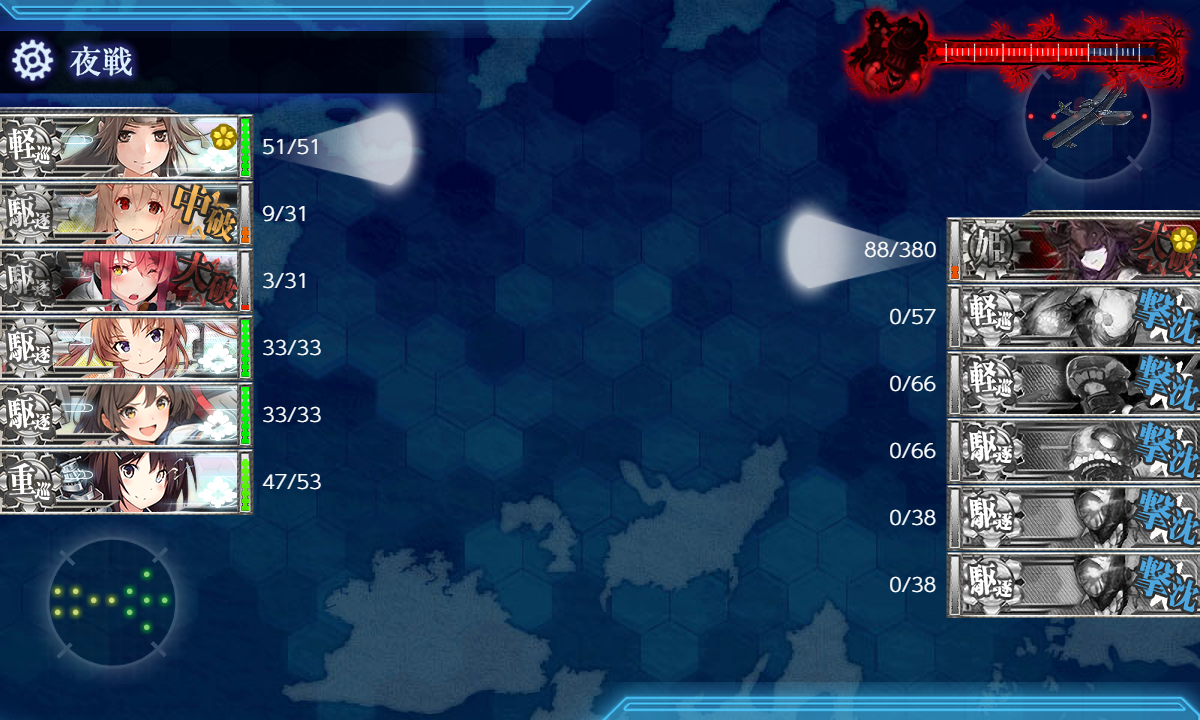 夜戦
軽巡
51/51
駆逐
中破
9/31
駆逐
大破
3/31
駆逐
33/33
駆逐
33/33
重巡
47/53
88/380
姫
大破
0/57
軽巡
撃沈
0/66
軽巡
撃沈
0/66
駆逐
撃沈
0/38
駆逐
撃沈
0/38
駆逐
撃沈